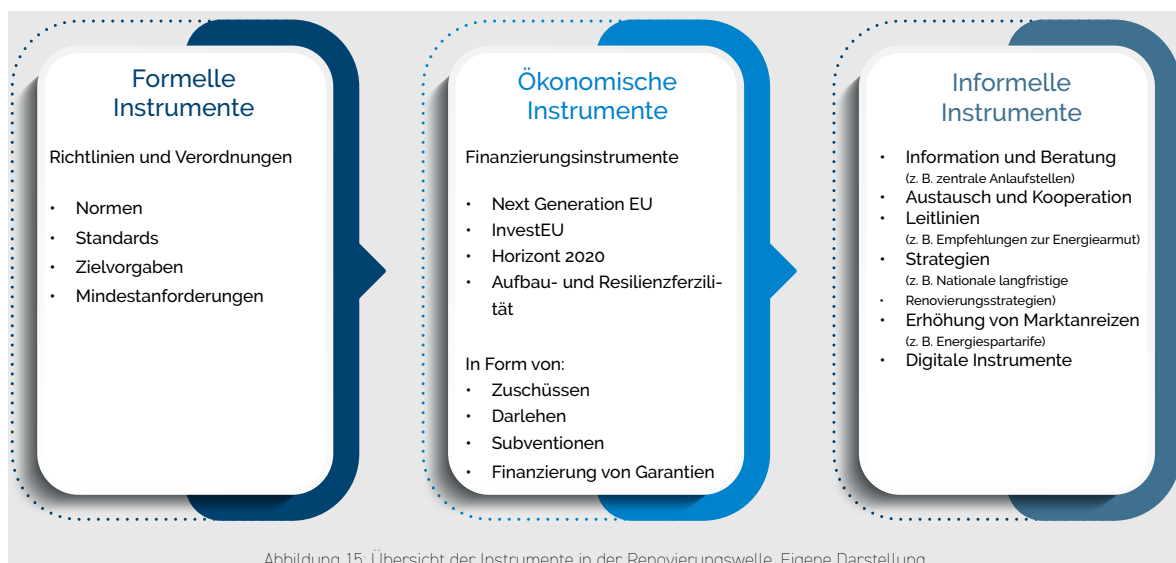 Formelle
Instrumente
Richtlinien und Verordnungen
• Normen
• Standards
• Zielvorgaben
• Mindestanforderungen
Ökonomische
Instrumente
Finanzierungsinstrumente
• Next Generation EU
• InvestEU
• Horizont 2020
• Aufbau- und Resilienzferzili-
tät
In Form von:
• Zuschüssen
• Darlehen
• Subventionen
• Finanzierung von Garantien
Informelle
Instrumente
• Information und Beratung
(z. B. zentrale Anlaufstellen)
• Austausch und Kooperation
• Leitlinien
(z. B. Empfehlungen zur Energiearmut)
• Strategien
(z. B. Nationale langfristige
• Renovierungsstrategien)
• Erhöhung von Marktanreizen
(z. B. Energiespartarife)
• Digitale Instrumente
Abbildung 15: Übersicht der Instrumente in der Renovierungswelle. Eigene Darstellung